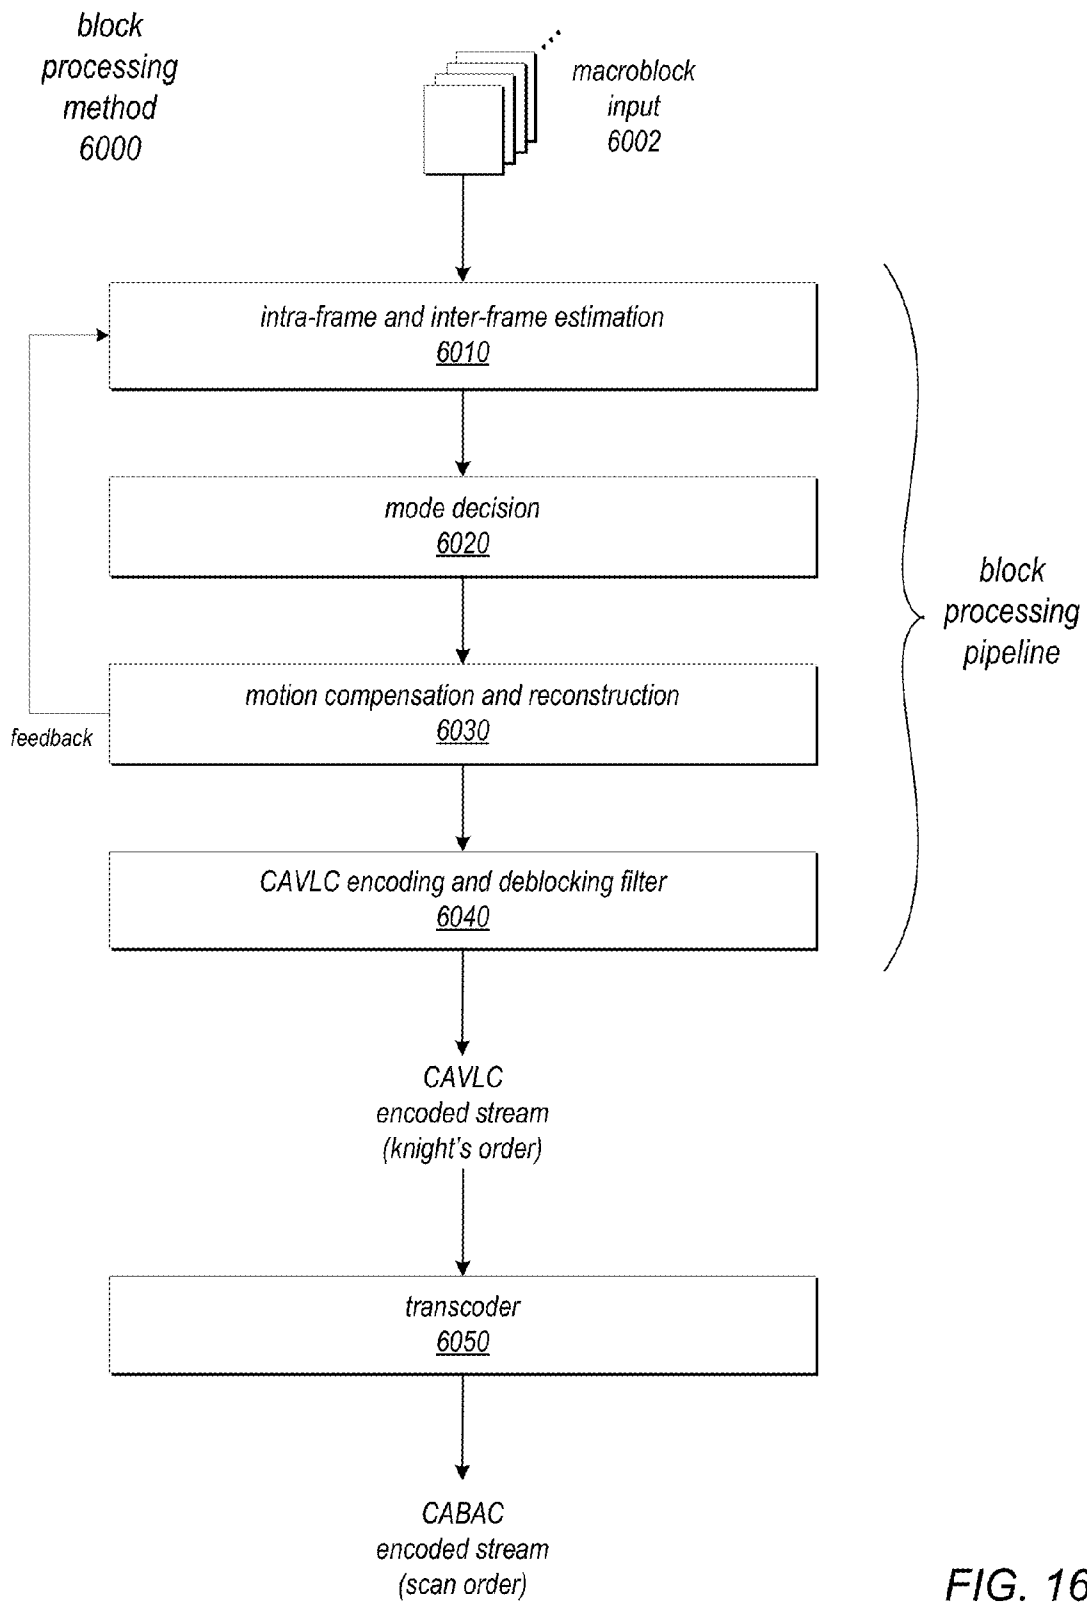 block
processing
method
6000
macroblock
input
6002
intra-frame and inter-frame estimation
6010
mode decision
6020
motion compensation and reconstruction
6030
feedback
CAVLC encoding and deblocking filter
6040
block
processing
pipeline
CAVLC
encoded stream
(knight's order)
transcoder
6050
CABAC
encoded stream
(scan order)
FIG. 16